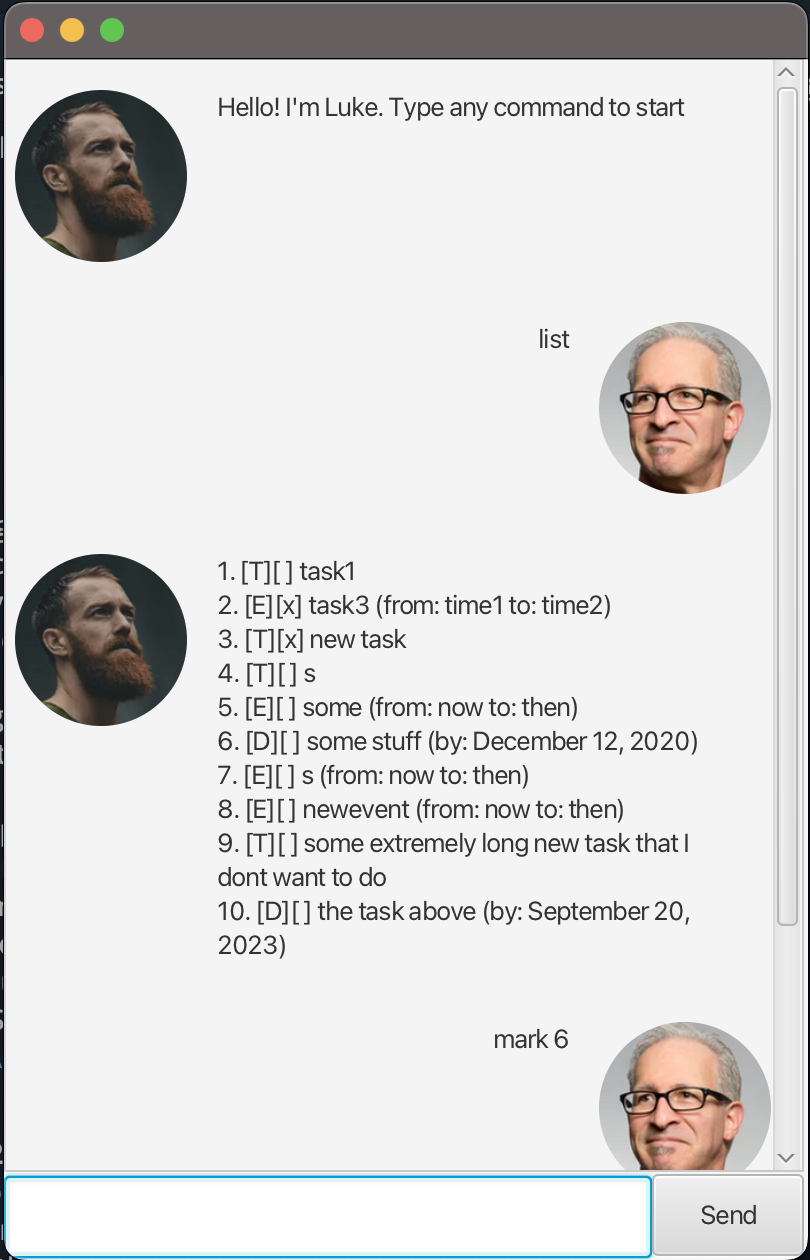 Hello! I'm Luke. Type any command to start
list
1. [T][ ] task1
2. [E][x] task3 (from: time1 to: time2)
3. [T][x] new task
4. [T][ ] s
5. [E][ ] some (from: now to: then)
6. [D][ ] some stuff (by: December 12, 2020)
7. [E][ ] s (from: now to: then)
8. [E][ ] newevent (from: now to: then)
9. [T][ ] some extremely long new task that I
dont want to do
10. [D][ ] the task above (by: September 20,
2023)
mark 6
Send